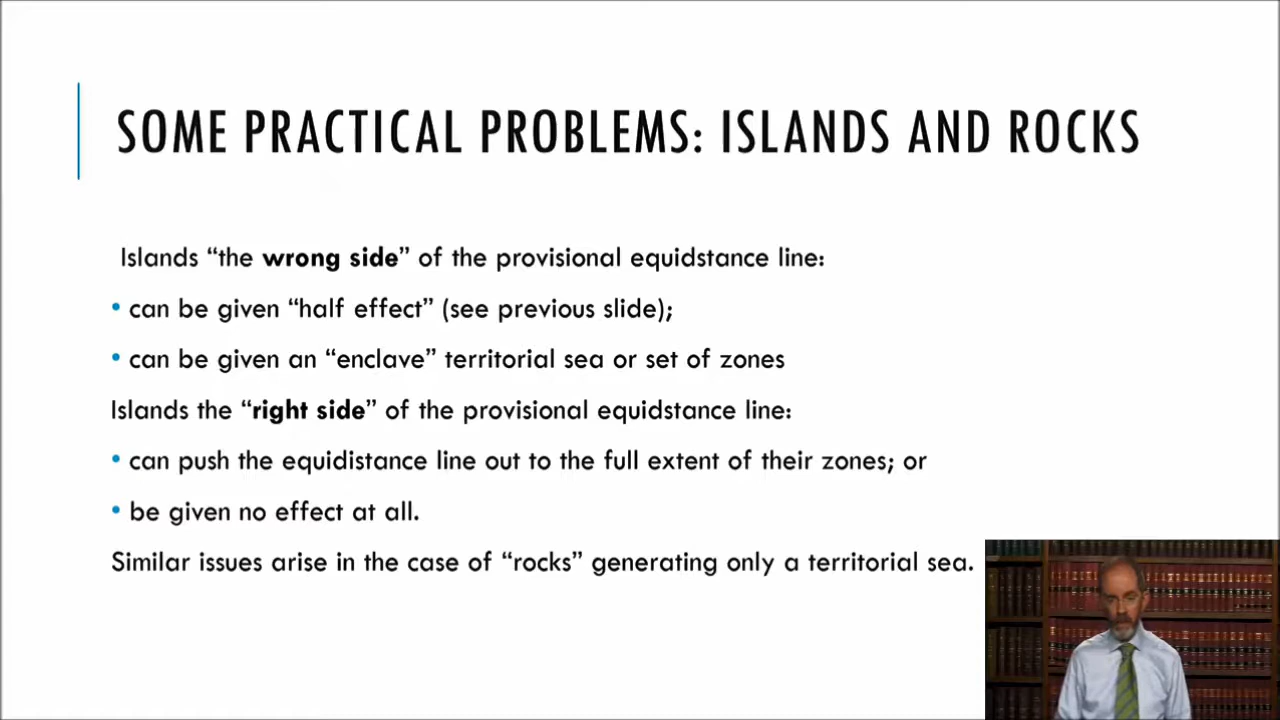 SOME PRACTICAL PROBLEMS: ISLANDS AND ROCKS
Islands “the wrong side” of the provisional equidstance line:
• can be given “half effect” (see previous slide);
• can be given an “enclave” territorial sea or set of zones
Islands the “right side” of the provisional equidstance line:
• can push the equidistance line out to the full extent of their zones; or
• be given no effect at all.
Similar issues arise in the case of “rocks” generating only a territorial sea.